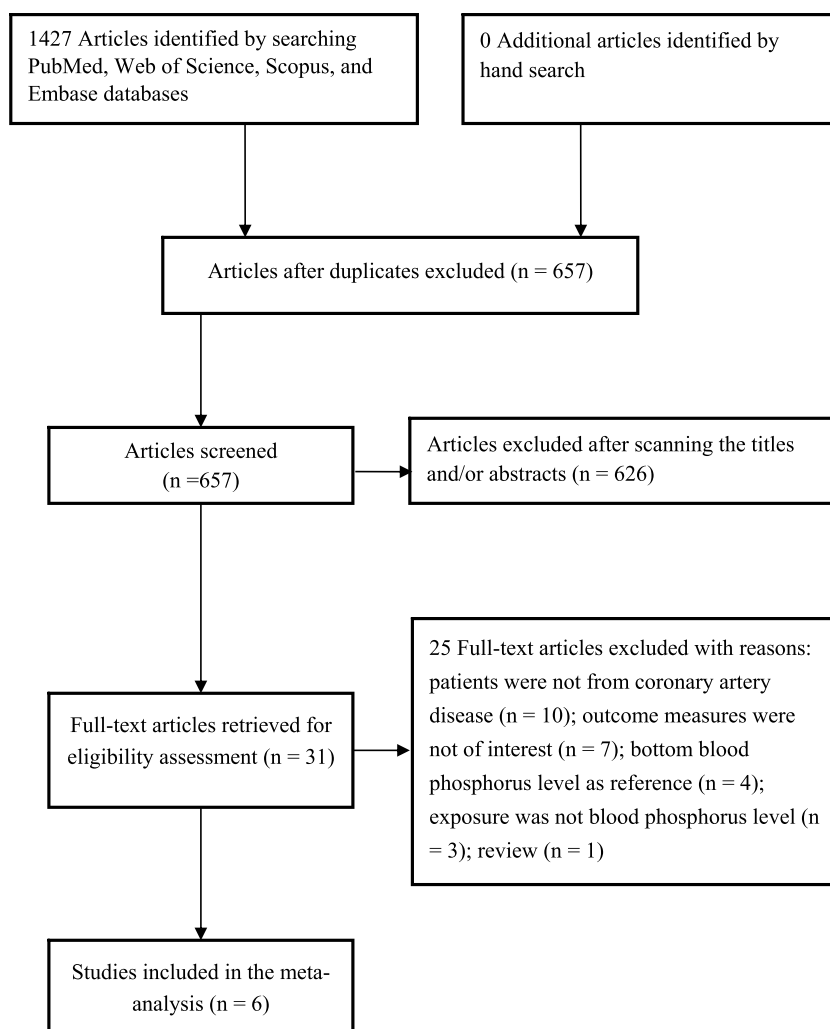 1427 Articles identified by searching
PubMed, Web of Science, Scopus, and
Embase databases
0 Additional articles identified by
hand search
Articles after duplicates excluded (n = 657)
Articles screened
(n =657)
Articles excluded after scanning the titles
and/or abstracts (n = 626)
Full-text articles retrieved for
eligibility assessment (n = 31)
25 Full-text articles excluded with reasons:
patients were not from coronary artery
disease (n = 10); outcome measures were
not of interest (n = 7); bottom blood
phosphorus level as reference (n = 4);
exposure was not blood phosphorus level (n
= 3); review (n = 1)
Studies included in the meta-
analysis (n = 6)